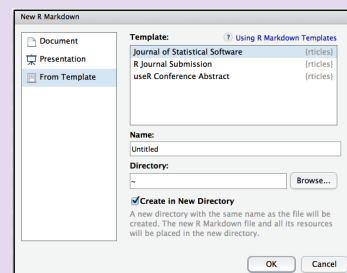 New R Markdown
Document
Presentation
From Template
Template:
? Using R Markdown Templates
Journal of Statistical Software {rticles}
R Journal Submission {rticles}
useR Conference Abstract {rticles}
Name:
Untitled
Directory:
~
Browse...
Create in New Directory
A new directory with the same name as the file will be
created. The new R Markdown file and all its resources
will be placed in the new directory.
OK
Cancel